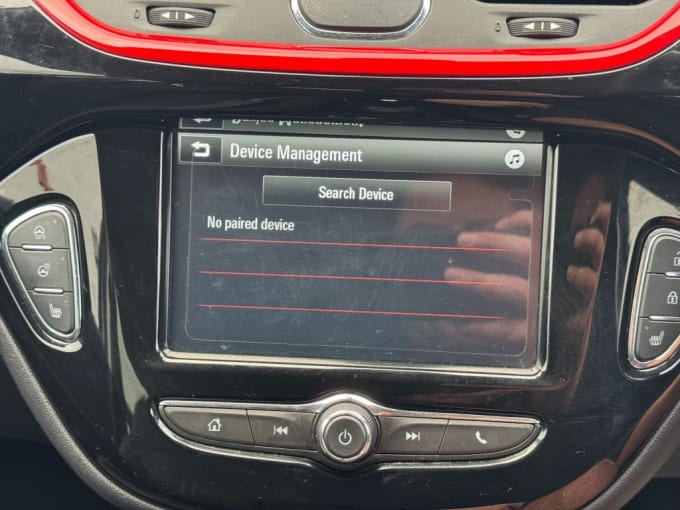 Device Management
Search Device
No paired device